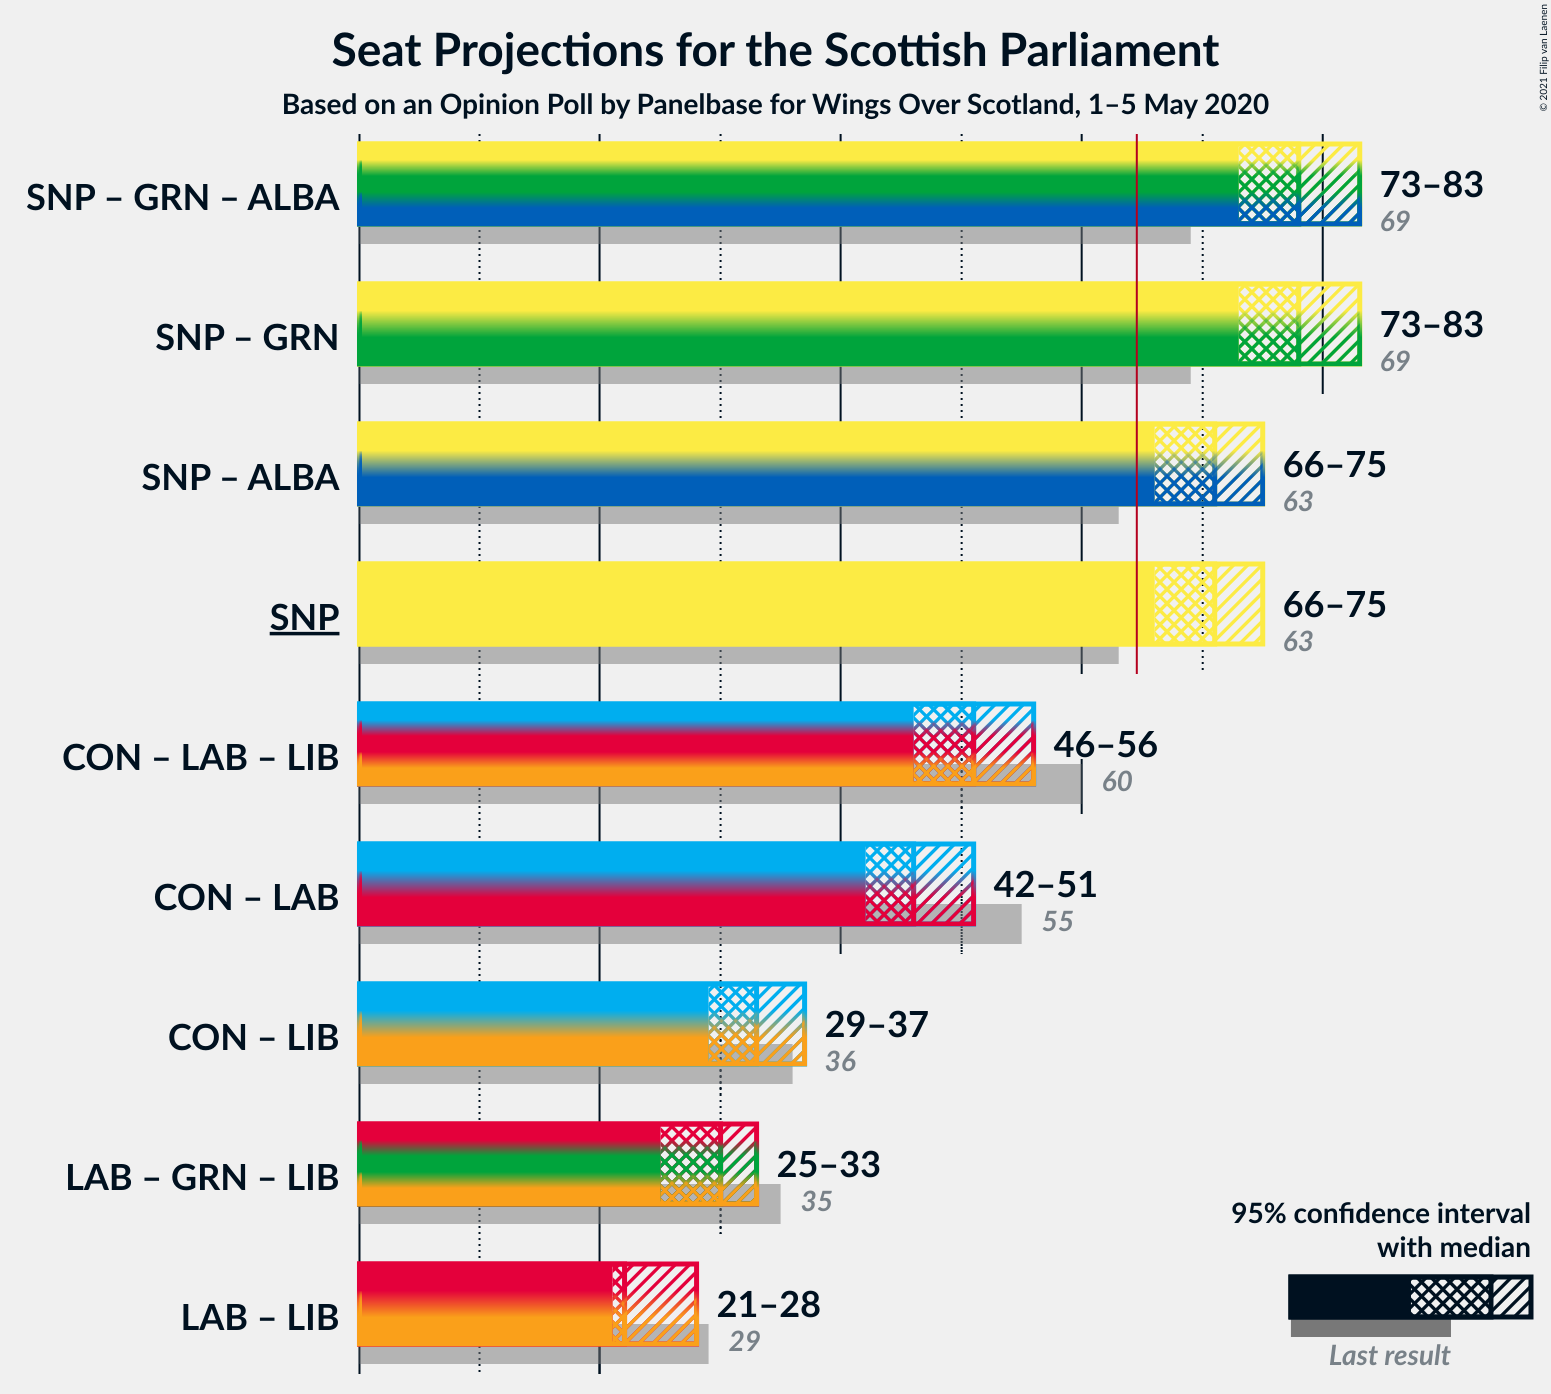 Seat Projections for the Scottish Parliament
Based on an Opinion Poll by Panelbase for Wings Over Scotland, 1–5 May 2020
© 2021 Filip van Laenen
SNP – GRN – ALBA
73–83
69
SNP – GRN
73–83
69
SNP – ALBA
66–75
63
SNP
66–75
63
CON – LAB – LIB
46–56
60
CON – LAB
42–51
55
CON – LIB
29–37
36
LAB – GRN – LIB
25–33
35
LAB – LIB
21–28
29
95% confidence interval
with median
Last result